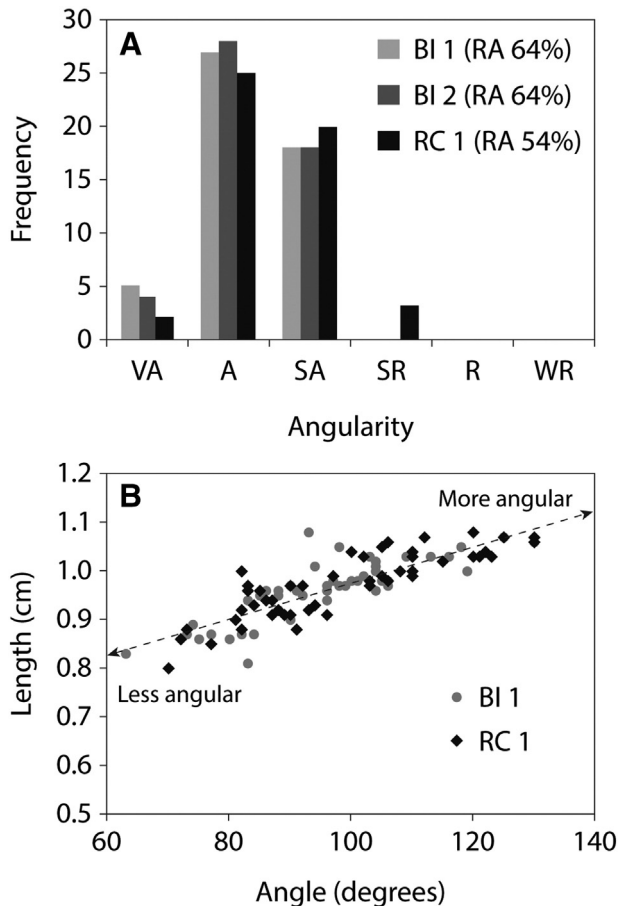 A
30
25
20
15
10
5
0
Frequency
BI 1 (RA 64%)
BI 2 (RA 64%)
RC 1 (RA 54%)
VA A SA SR R WR
Angularity
B
1.2
1.1
1.0
0.9
0.8
0.7
0.6
0.5
Length (cm)
More angular
Less angular
BI 1
RC 1
60 80 100 120 140
Angle (degrees)